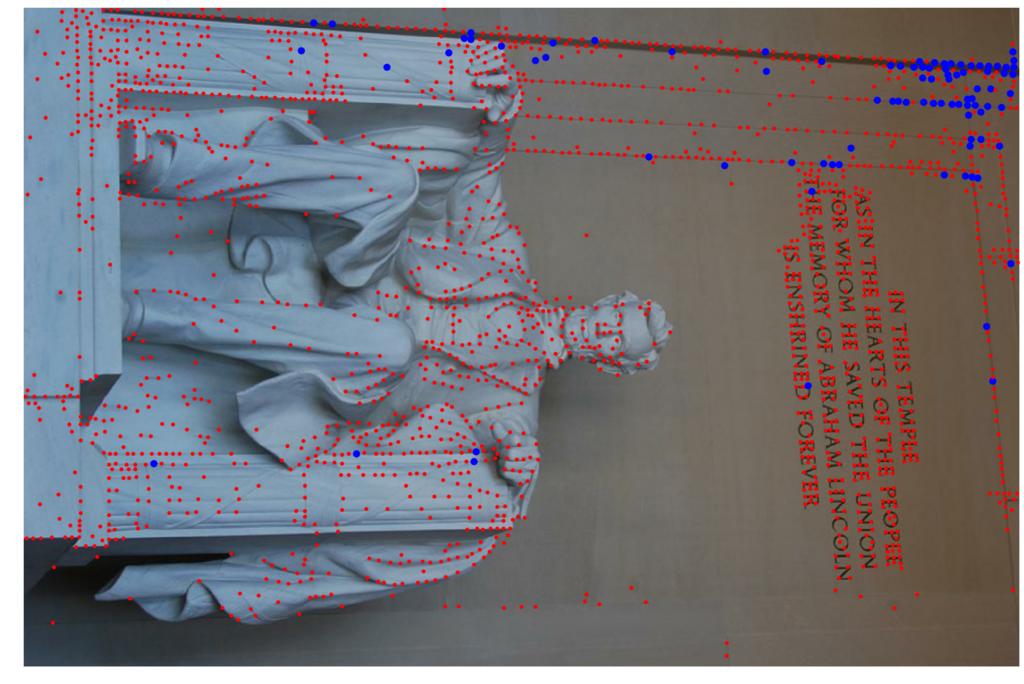 IN THIS TEMPLE
AS IN THE HEARTS OF THE PEOPLE
FOR WHOM HE SAVED THE UNION
THE MEMORY OF ABRAHAM LINCOLN
IS ENSHRINED FOREVER